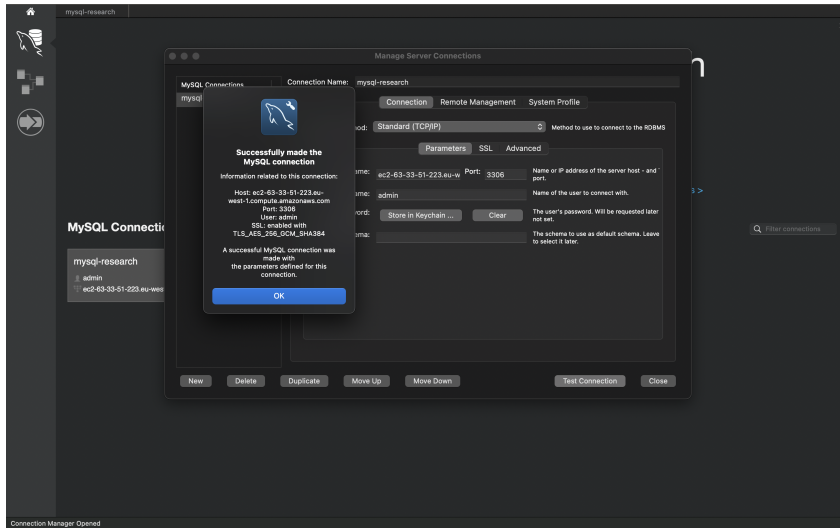 mysql-research
Manage Server Connections
MySQL Connections
mysql
Connection Name: mysql-research
Connection Remote Management System Profile
Standard (TCP/IP) Method to use to connect to the RDBMS
Parameters SSL Advanced
ec2-63-33-51-223.eu-w Port: 3306 Name or IP address of the server host - and
port.
admin Name of the user to connect with.
Store in Keychain ... Clear The user's password. Will be requested later
not set.
The schema to use as default schema. Leave
to select it later.
Successfully made the
MySQL connection
Information related to this connection:
Host: ec2-63-33-51-223.eu-
west-1.compute.amazonaws.com
Port: 3306
User: admin
SSL: enabled with
TLS_AES_256_GCM_SHA384
A successful MySQL connection was
made with
the parameters defined for this
connection.
OK
New Delete Duplicate Move Up Move Down Test Connection Close
MySQL Connectio
Filter connections
mysql-research
admin
ec2-63-33-51-223.eu-wes
Connection Manager Opened